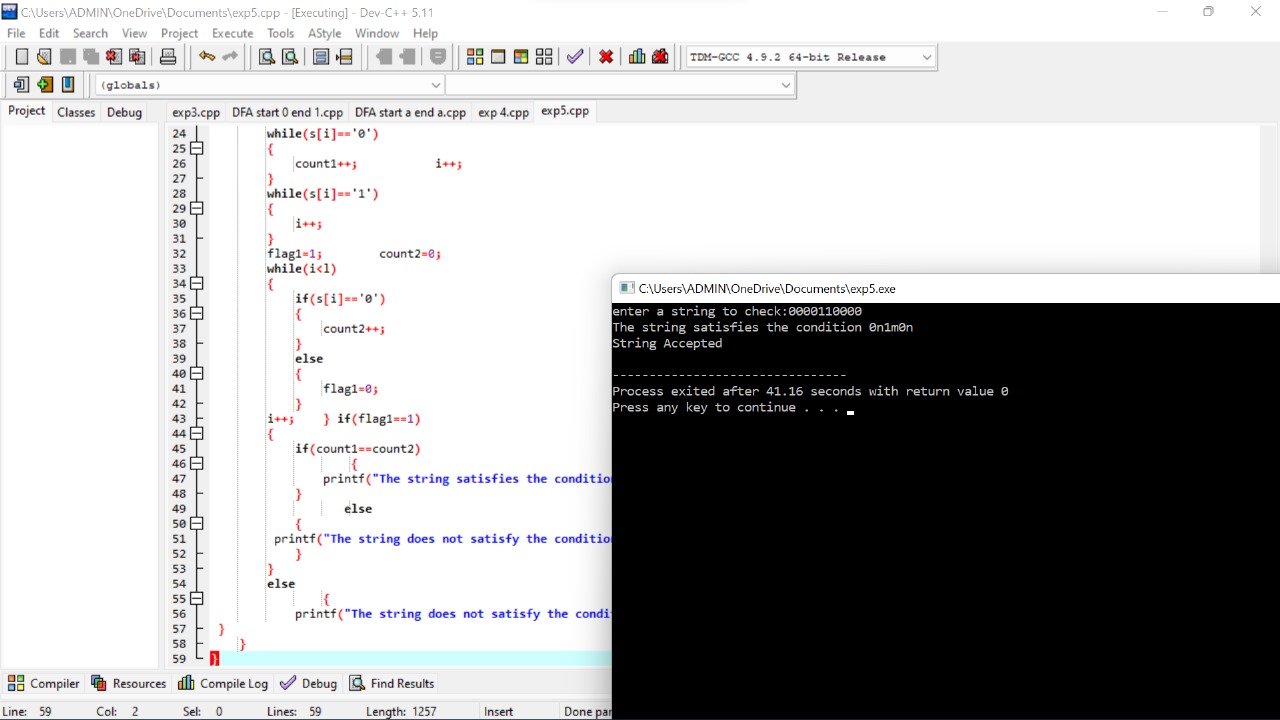 C:\Users\ADMIN\OneDrive\Documents\exp5.cpp - [Executing] - Dev-C++ 5.11
File Edit Search View Project Execute Tools AStyle Window Help
TDM-GCC 4.9.2 64-bit Release
(globals)
Project Classes Debug
exp3.cpp DFA start 0 end 1.cpp DFA start a end a.cpp exp 4.cpp exp5.cpp
24 while(s[i]=='0')
25 {
26 count1++; i++;
27 }
28 while(s[i]=='1')
29 {
30 i++;
31 }
32 flag1=1; count2=0;
33 while(i<l)
34 {
35 if(s[i]=='0')
36 {
37 count2++;
38 }
39 else
40 {
41 flag1=0;
42 }
43 i++; } if(flag1==1)
44 {
45 if(count1==count2)
46 {
47 printf("The string satisfies the conditio
48 }
49 else
50 {
51 printf("The string does not satisfy the conditio
52 }
53 }
54 else
55 {
56 printf("The string does not satisfy the condi
57 }
58 }
59 }
C:\Users\ADMIN\OneDrive\Documents\exp5.exe
enter a string to check:0000110000
The string satisfies the condition 0n1m0n
String Accepted
--------------------------------
Process exited after 41.16 seconds with return value 0
Press any key to continue . . .
Compiler Resources Compile Log Debug Find Results
Line: 59 Col: 2 Sel: 0 Lines: 59 Length: 1257 Insert Done par